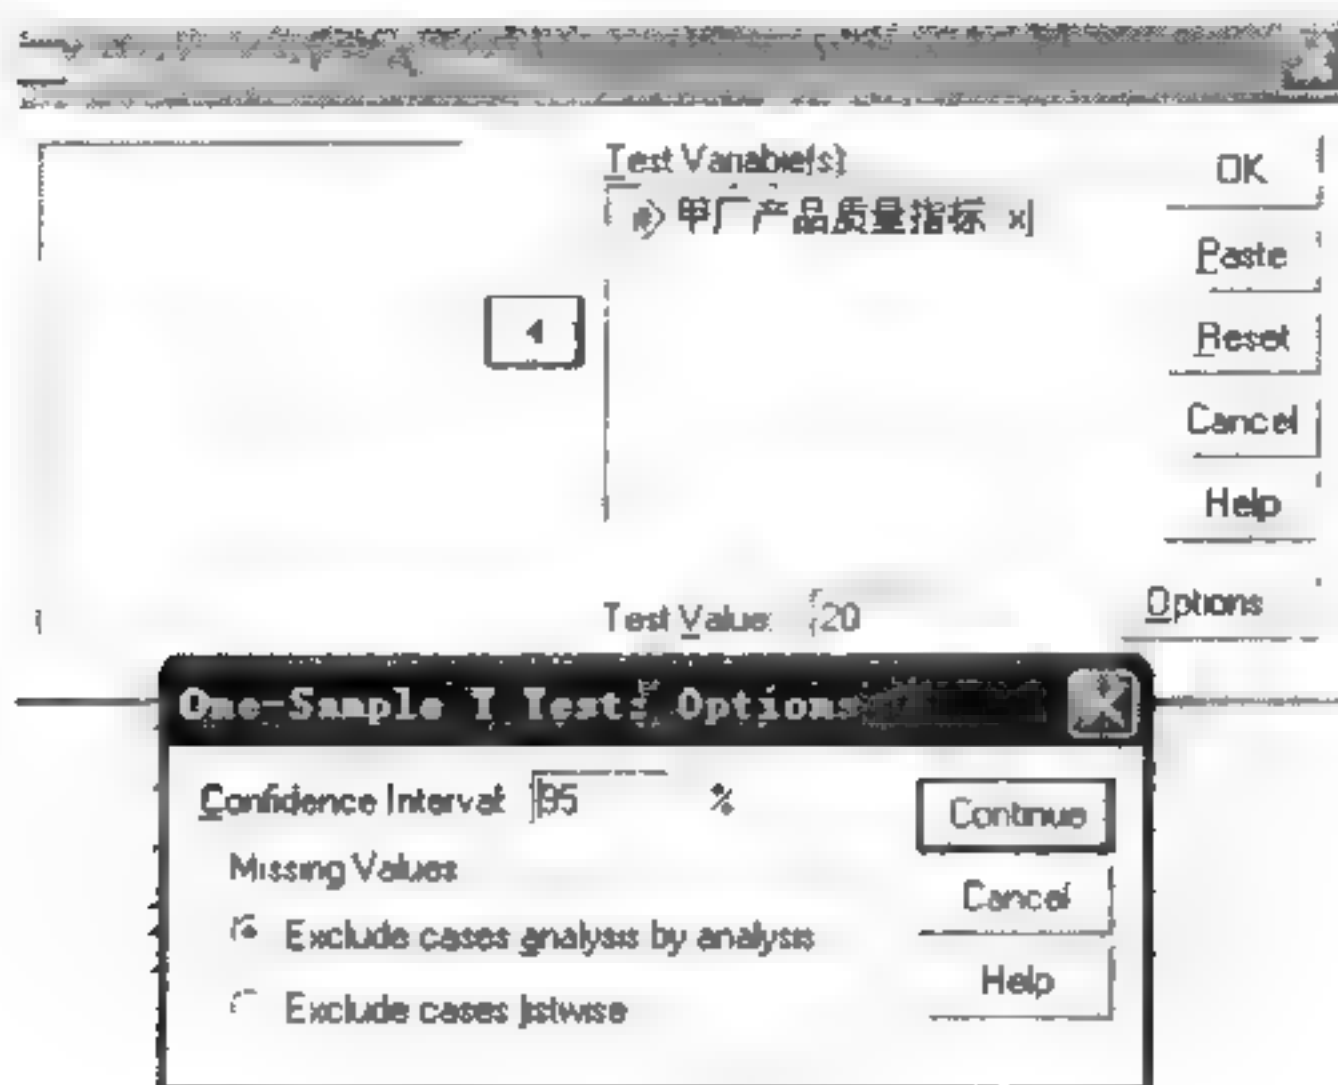 Test Variable(s)
甲厂产品质量指标 x
OK
Paste
Reset
Cancel
Help
Options
Test Value: 20
One-Sample T Test: Options
Confidence Interval: 95 %
Missing Values
Exclude cases analysis by analysis
Exclude cases listwise
Continue
Cancel
Help